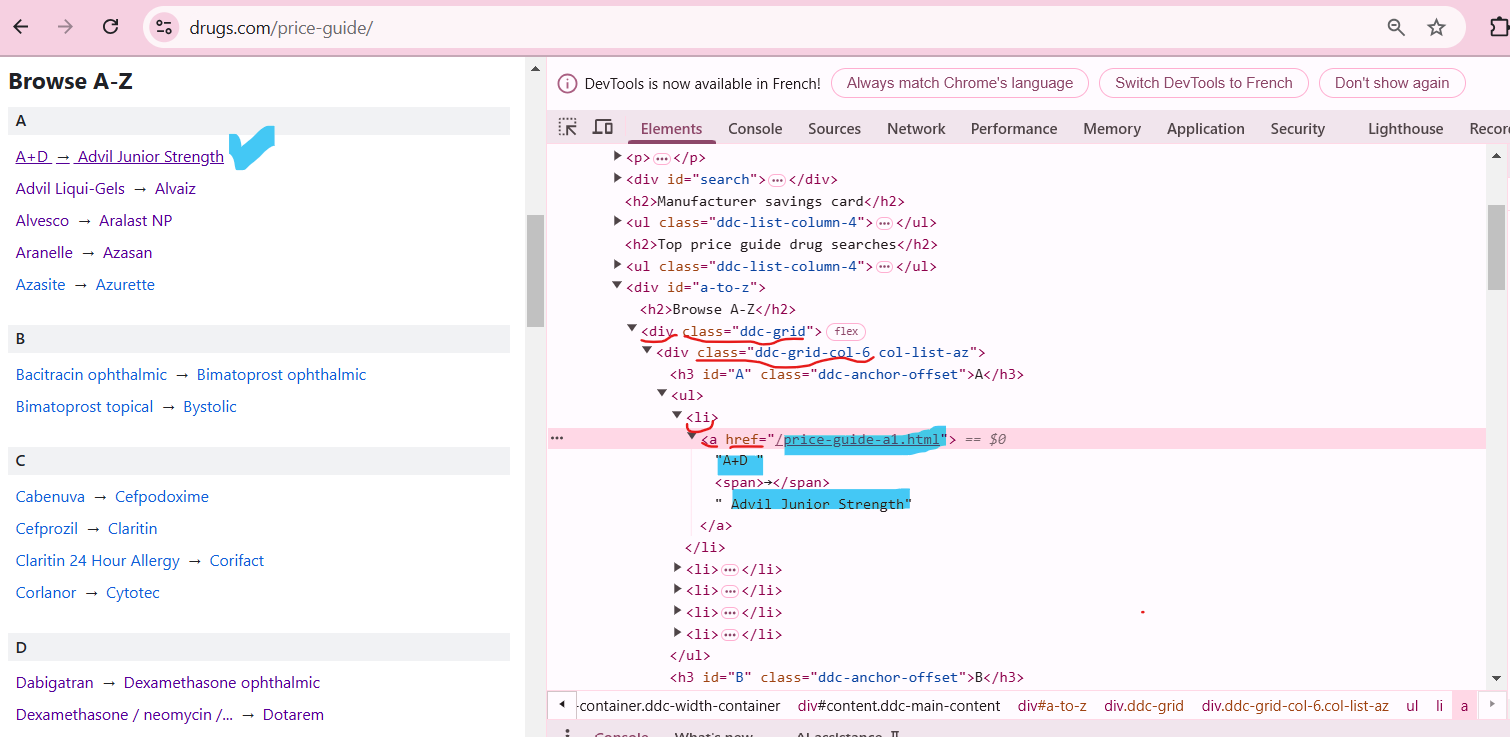 drugs.com/price-guide/
Browse A-Z
A
A+D → Advil Junior Strength
Advil Liqui-Gels → Alvaiz
Alvesco → Aralast NP
Aranelle → Azasan
Azasite → Azurette
B
Bacitracin ophthalmic → Bimatoprost ophthalmic
Bimatoprost topical → Bystolic
C
Cabenuva → Cefpodoxime
Cefprozil → Claritin
Claritin 24 Hour Allergy → Corifact
Corlanor → Cytotec
D
Dabigatran → Dexamethasone ophthalmic
Dexamethasone / neomycin /... → Dotarem
DevTools is now available in French! Always match Chrome's language Switch DevTools to French Don't show again
Elements Console Sources Network Performance Memory Application Security Lighthouse Recor
<p>…</p>
<div id="search">…</div>
<h2>Manufacturer savings card</h2>
<ul class="ddc-list-column-4">…</ul>
<h2>Top price guide drug searches</h2>
<ul class="ddc-list-column-4">…</ul>
<div id="a-to-z">
<h2>Browse A-Z</h2>
<div class="ddc-grid"> flex
<div class="ddc-grid-col-6 col-list-az">
<h3 id="A" class="ddc-anchor-offset">A</h3>
<ul>
<li>
… <a href="/price-guide-a1.html"> == $0
"A+D "
<span>→</span>
" Advil Junior Strength"
</a>
</li>
<li>…</li>
<li>…</li>
<li>…</li>
<li>…</li>
</ul>
<h3 id="B" class="ddc-anchor-offset">B</h3>
-container.ddc-width-container div#content.ddc-main-content div#a-to-z div.ddc-grid div.ddc-grid-col-6.col-list-az ul li a
Console What's new AI assistance